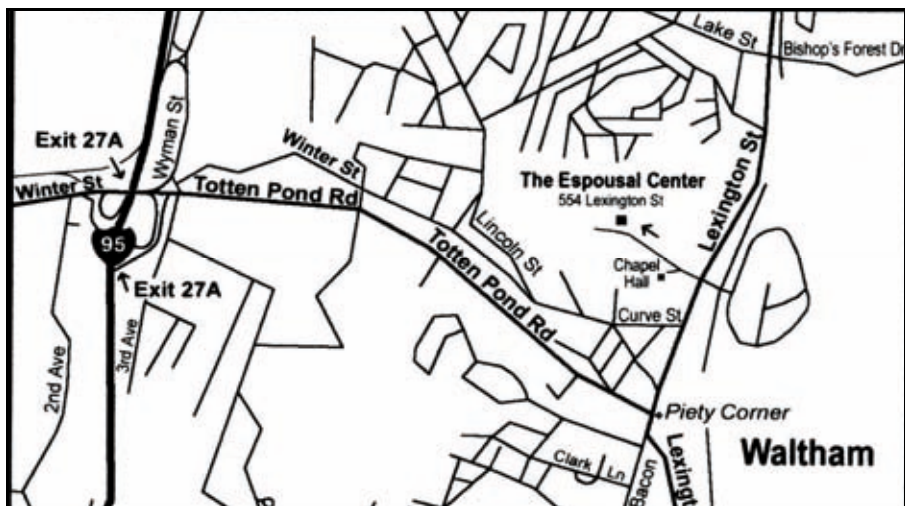 Lake St
Bishop's Forest Dr
Exit 27A
Wyman St
Winter St
Totten Pond Rd
Winter St
The Espousal Center
554 Lexington St
Lexington St
Lincoln St
Totten Pond Rd
Chapel
Hall
95
Exit 27A
Curve St
2nd Ave
3rd Ave
Piety Corner
Waltham
Clark Ln
Bacon
Lexingt